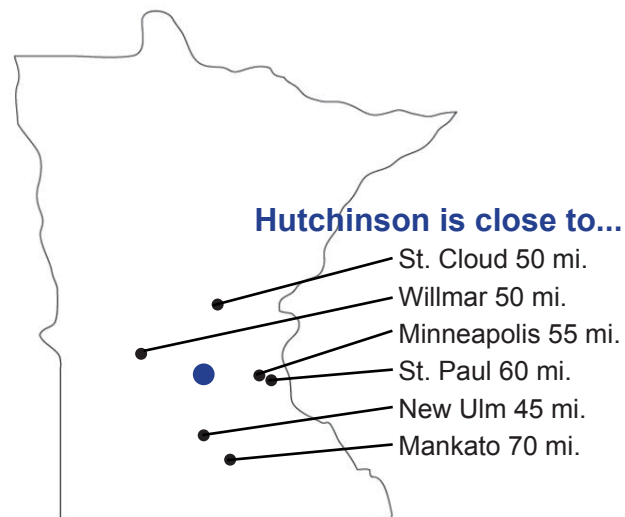 Hutchinson is close to...
St. Cloud 50 mi.
Willmar 50 mi.
Minneapolis 55 mi.
St. Paul 60 mi.
New Ulm 45 mi.
Mankato 70 mi.